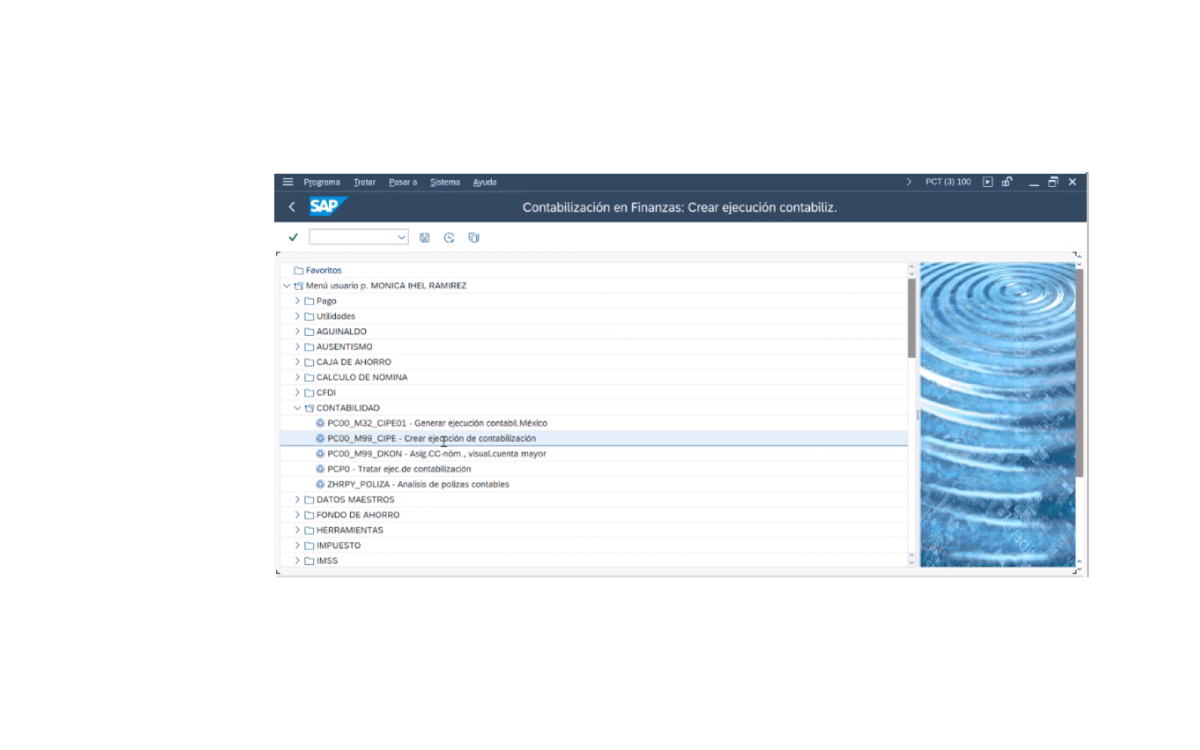 Programa Tratar Pasar a Sistema Ayuda PCT (3) 100
SAP Contabilización en Finanzas: Crear ejecución contabiliz.
Favoritos
Menú usuario p. MONICA IHEL RAMIREZ
Pago
Utilidades
AGUINALDO
AUSENTISMO
CAJA DE AHORRO
CALCULO DE NOMINA
CFDI
CONTABILIDAD
PC00_M32_CIPE01 - Generar ejecución contabil.México
PC00_M99_CIPE - Crear ejecución de contabilización
PC00_M99_DKON - Asig.CC-nóm., visual.cuenta mayor
PCP0 - Tratar ejec.de contabilización
ZHRPY_POLIZA - Analisis de polizas contables
DATOS MAESTROS
FONDO DE AHORRO
HERRAMIENTAS
IMPUESTO
IMSS